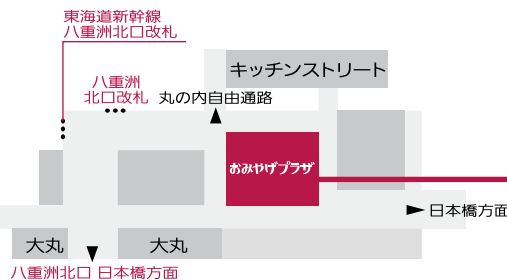 東海道新幹線
八重洲北口改札
キッチンストリート
八重洲
北口改札
丸の内自由通路
おみやげプラザ
日本橋方面
大丸
大丸
八重洲北口 日本橋方面